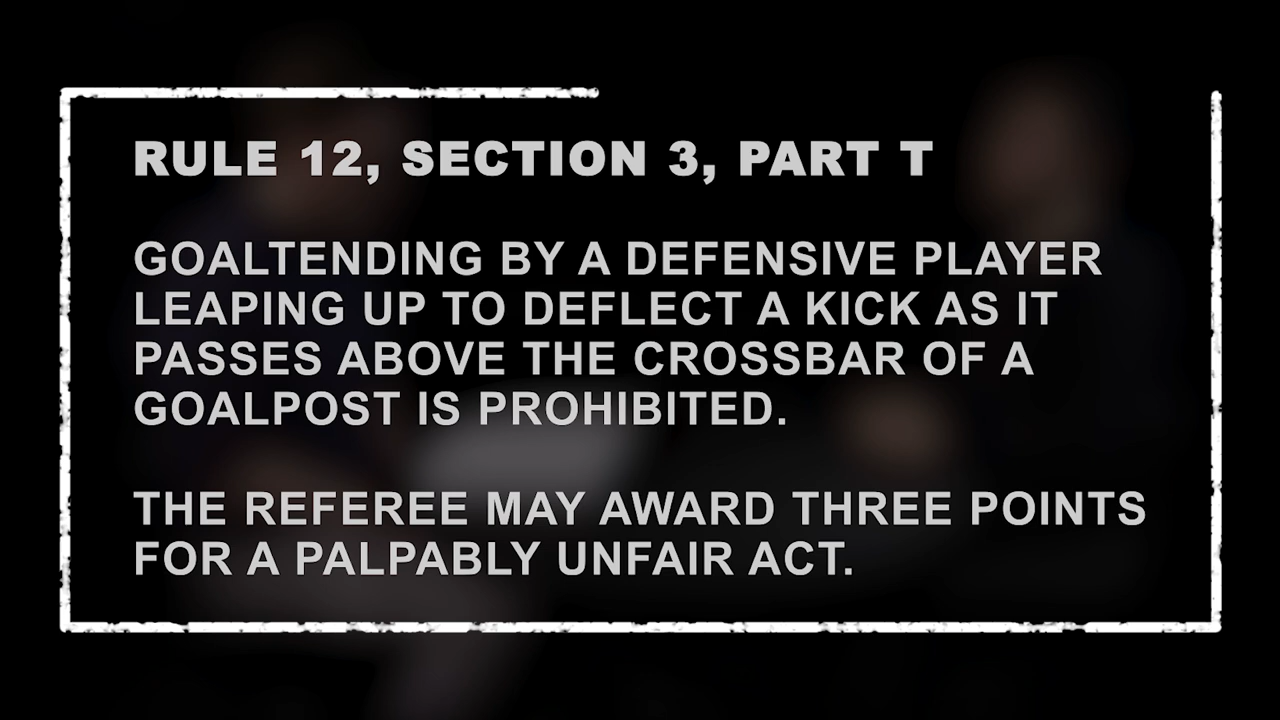 RULE 12, SECTION 3, PART T
GOALTENDING BY A DEFENSIVE PLAYER
LEAPING UP TO DEFLECT A KICK AS IT
PASSES ABOVE THE CROSSBAR OF A
GOALPOST IS PROHIBITED.
THE REFEREE MAY AWARD THREE POINTS
FOR A PALPABLY UNFAIR ACT.